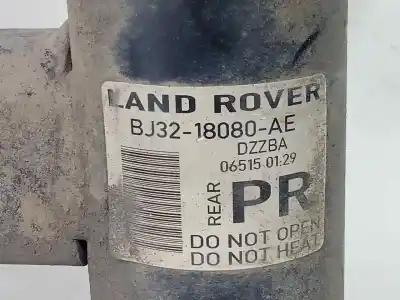 LAND ROVER
BJ32-18080-AE
DZZBA
06515 01:29
REAR
PR
DO NOT OPEN
DO NOT HEAT